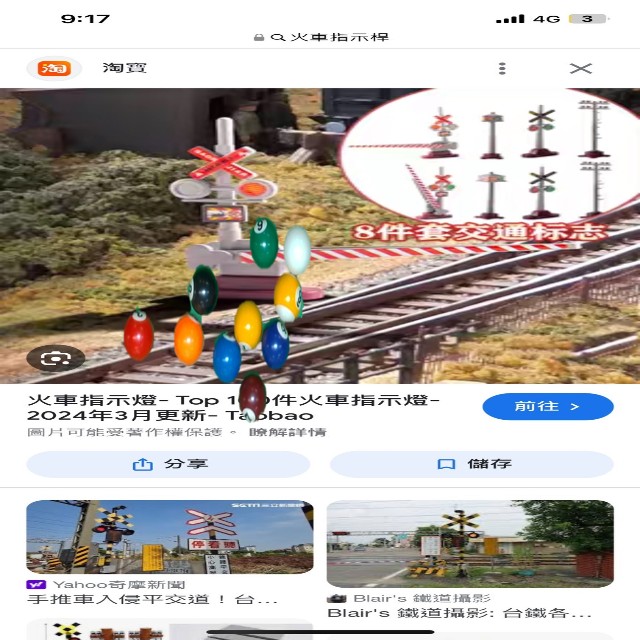 9:17
4G
3
火車指示桿
淘
淘寶
8件套交通标志
火車指示燈- Top 件火車指示燈-
2024年3月更新- Taobao
前往 >
圖片可能受著作權保護。 瞭解詳情
分享
儲存
停看聽
Yahoo奇摩新聞
手推車入侵平交道！台...
Blair's 鐵道攝影
Blair's 鐵道攝影: 台鐵各...